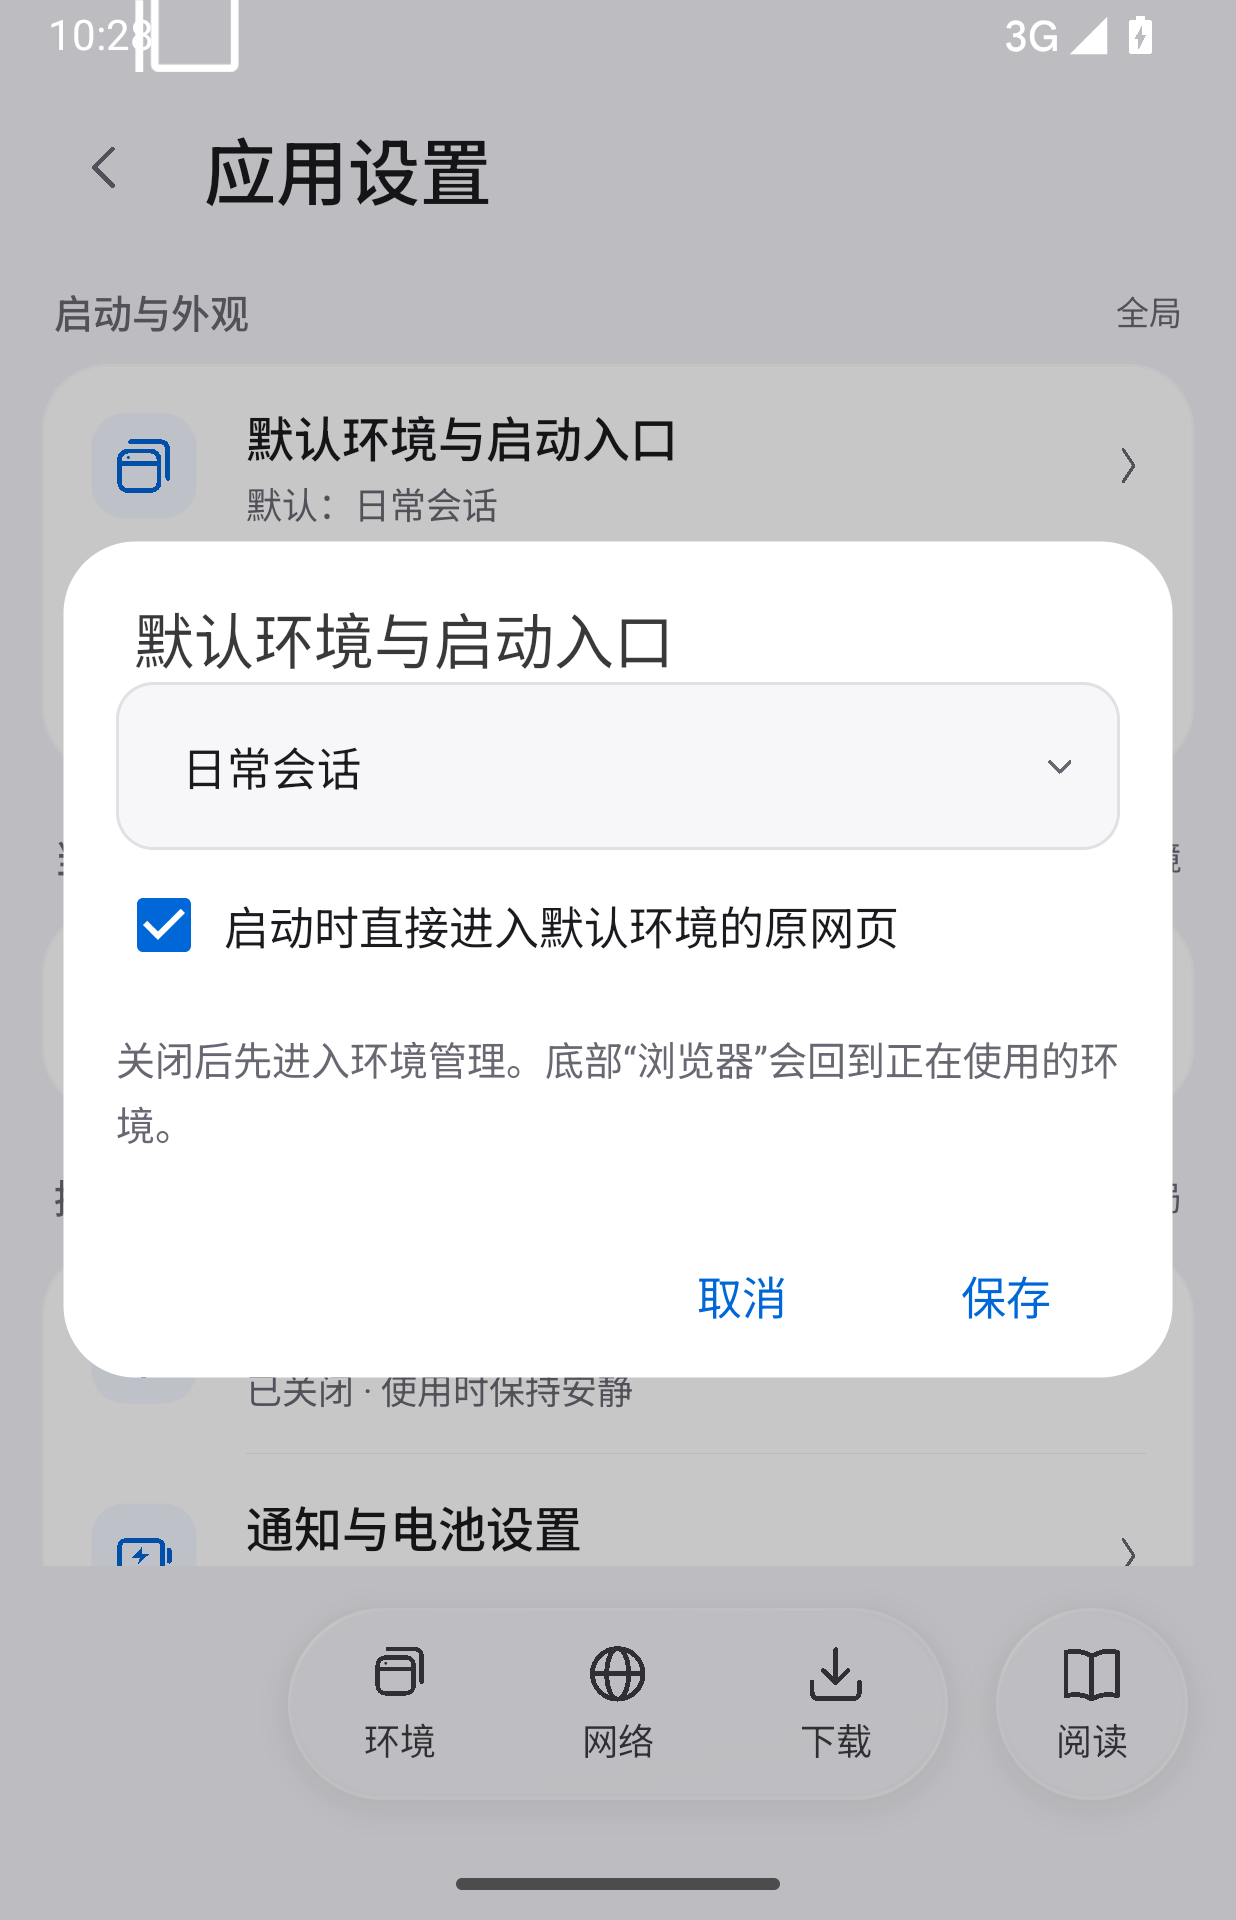 10:28
3G
应用设置
启动与外观
全局
默认环境与启动入口
默认：日常会话
默认环境与启动入口
日常会话
启动时直接进入默认环境的原网页
关闭后先进入环境管理。底部“浏览器”会回到正在使用的环
境。
取消
保存
已关闭 · 使用时保持安静
通知与电池设置
环境
网络
下载
阅读